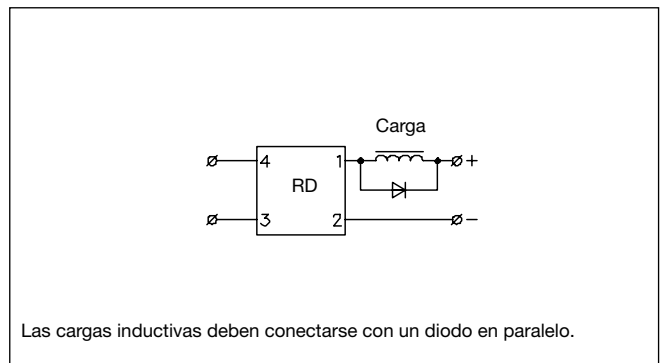 Carga
4 1 +
RD
3 2 −
Las cargas inductivas deben conectarse con un diodo en paralelo.